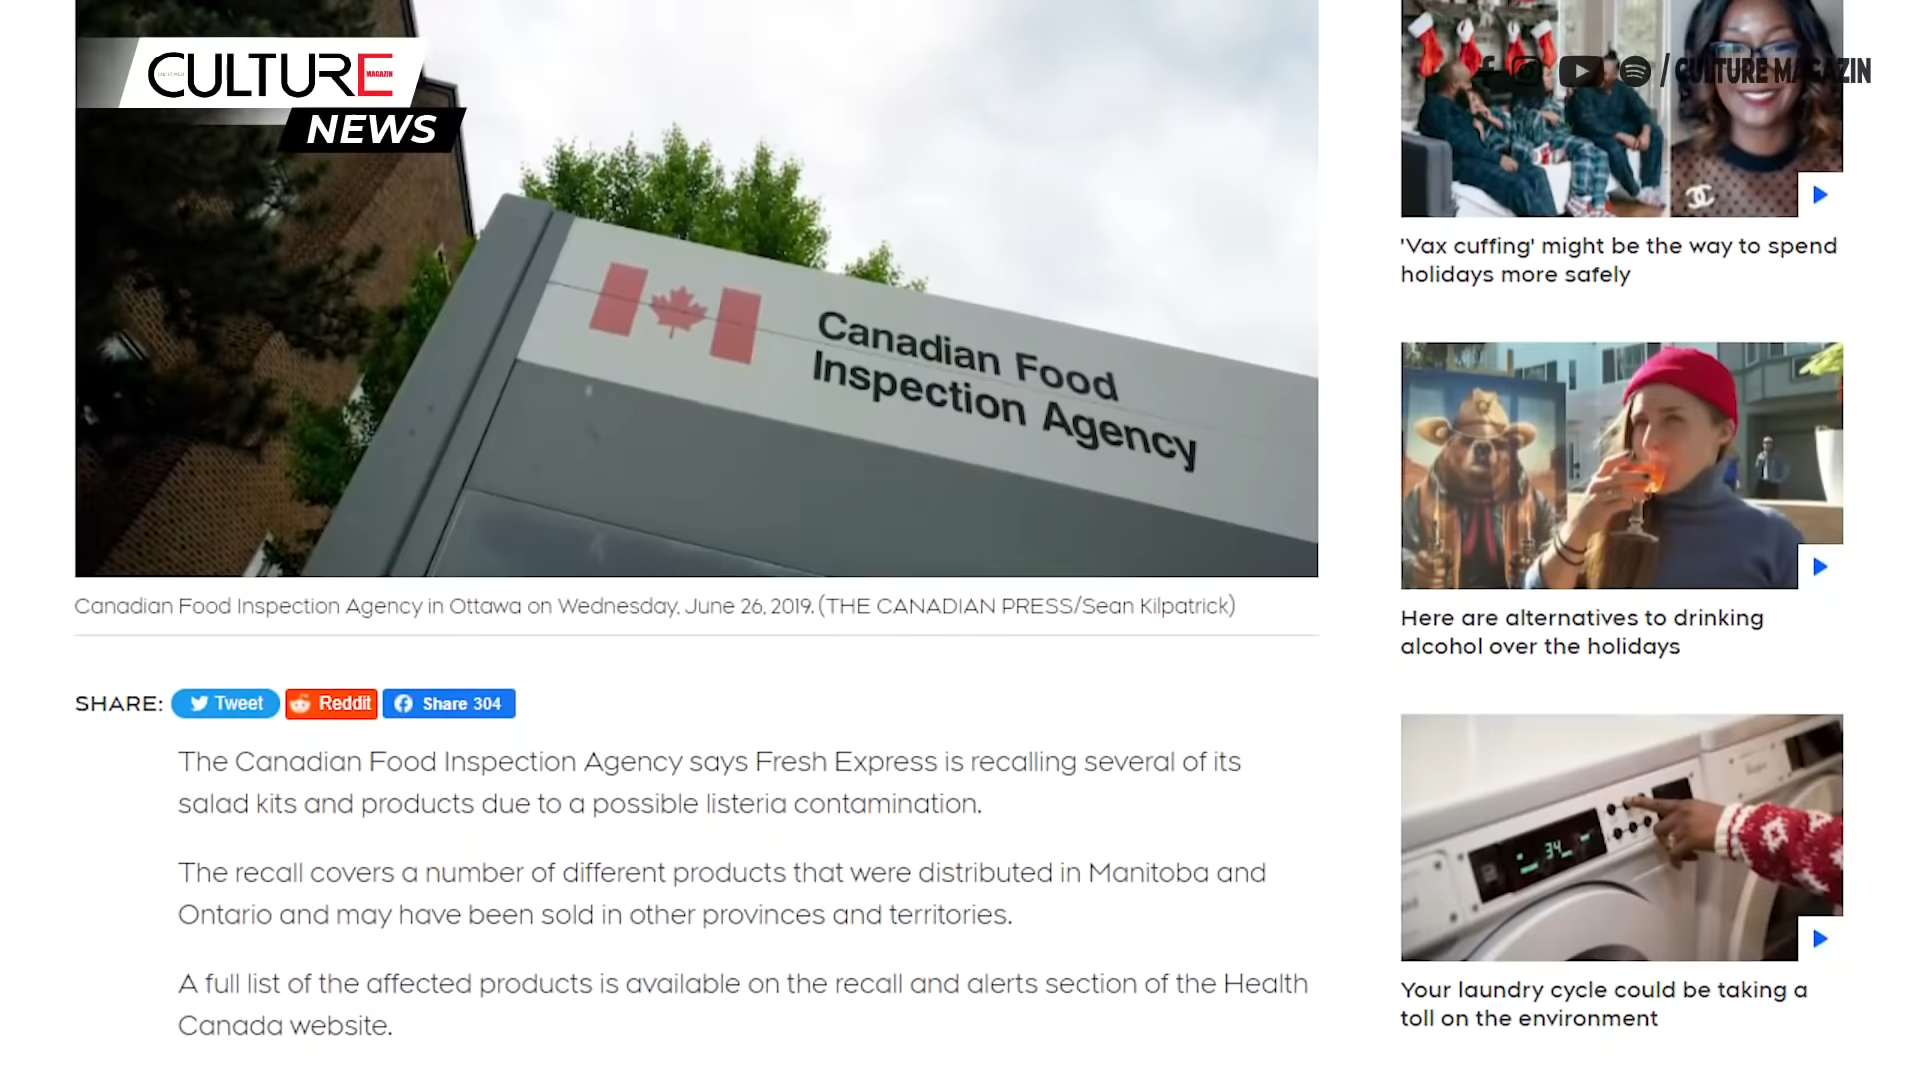 CULTURE
MAGAZIN
NEWS
/ CULTURE MAGAZIN
Canadian Food
Inspection Agency
Canadian Food Inspection Agency in Ottawa on Wednesday, June 26, 2019. (THE CANADIAN PRESS/Sean Kilpatrick)
SHARE: Tweet Reddit Share 304
The Canadian Food Inspection Agency says Fresh Express is recalling several of its
salad kits and products due to a possible listeria contamination.
The recall covers a number of different products that were distributed in Manitoba and
Ontario and may have been sold in other provinces and territories.
A full list of the affected products is available on the recall and alerts section of the Health
Canada website.
'Vax cuffing' might be the way to spend
holidays more safely
Here are alternatives to drinking
alcohol over the holidays
34
Your laundry cycle could be taking a
toll on the environment